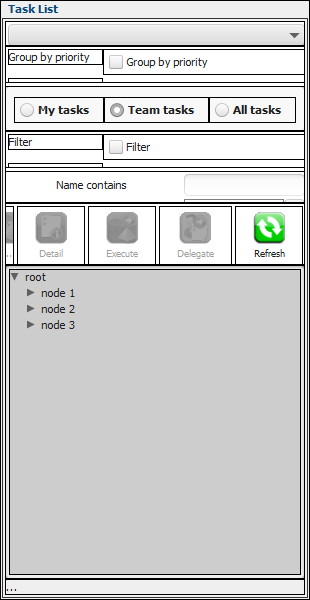 Task List
Group by priority
Group by priority
My tasks Team tasks All tasks
Filter
Filter
Name contains
... Detail Execute Delegate Refresh
root
node 1
node 2
node 3
...